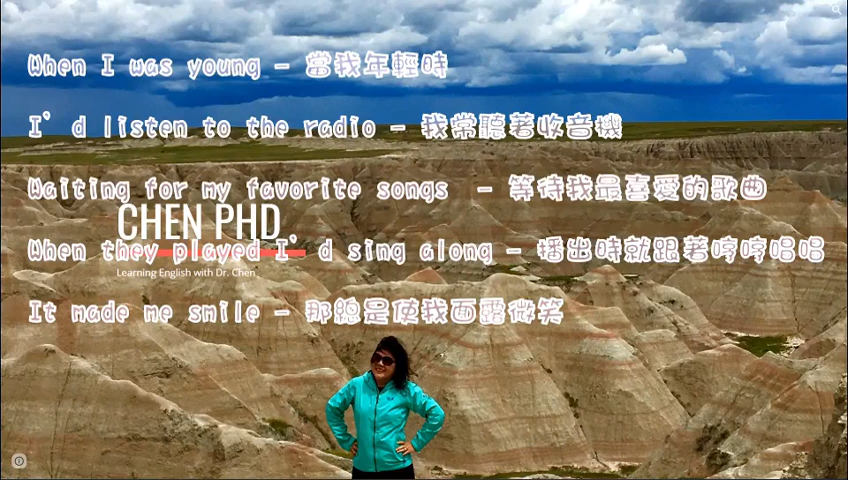 When I was young - 當我年輕時
I'd listen to the radio - 我常聽著收音機
Waiting for my favorite songs - 等待我最喜愛的歌曲
CHEN PHD
When they played I'd sing along - 播出時就跟著哼哼唱唱
Learning English with Dr. Chen
It made me smile - 那總是使我面露微笑